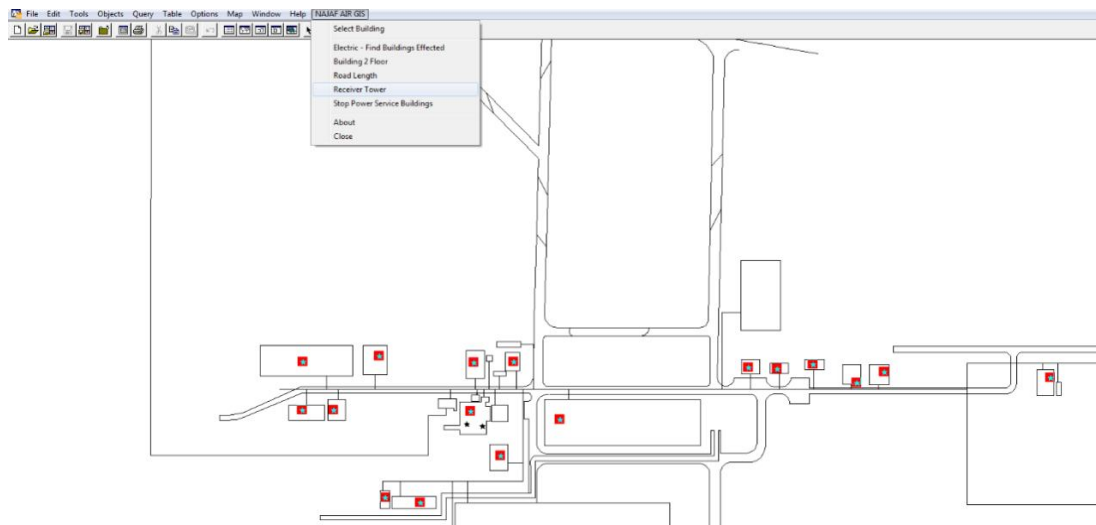 File Edit Tools Objects Query Table Options Map Window Help NAJAF AIR GIS
Select Building
Electric - Find Buildings Effected
Building 2 Floor
Road Length
Receiver Tower
Stop Power Service Buildings
About
Close